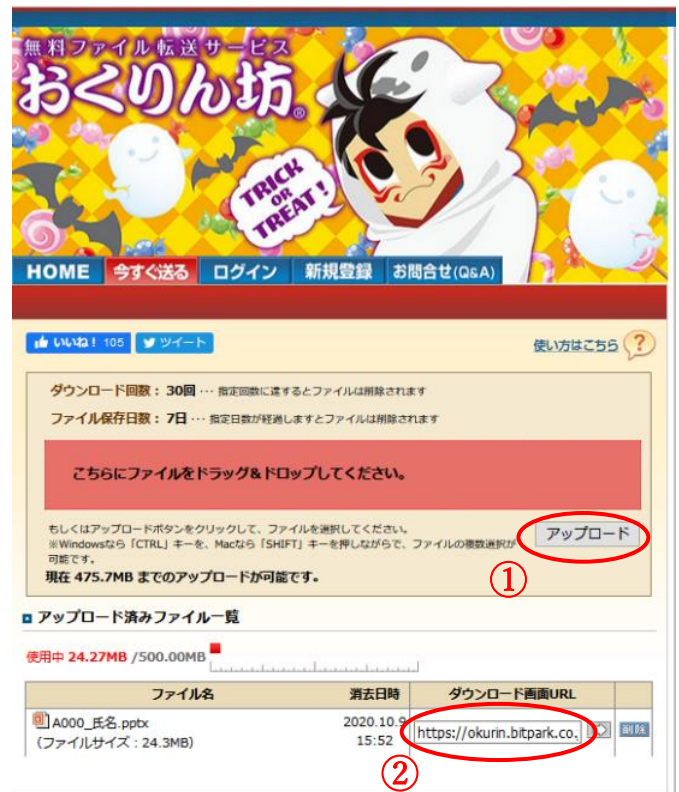 無料ファイル転送サービス
おくりん坊®
TRICK
OR
TREAT!
HOME 今すぐ送る ログイン 新規登録 お問合せ(Q&A)
いいね! 105 ツイート 使い方はこちら ?
ダウンロード回数: 30回 … 指定回数に達するとファイルは削除されます
ファイル保存日数: 7日 … 指定日数が経過しますとファイルは削除されます
こちらにファイルをドラッグ&ドロップしてください。
もしくはアップロードボタンをクリックして、ファイルを選択してください。
※Windowsなら「CTRL」キーを、Macなら「SHIFT」キーを押しながらで、ファイルの複数選択が
可能です。
アップロード
現在 475.7MB までのアップロードが可能です。
①
アップロード済みファイル一覧
使用中 24.27MB /500.00MB
ファイル名 消去日時 ダウンロード画面URL
A000_氏名.pptx 2020.10.9 https://okurin.bitpark.co. 削除
(ファイルサイズ : 24.3MB) 15:52
②